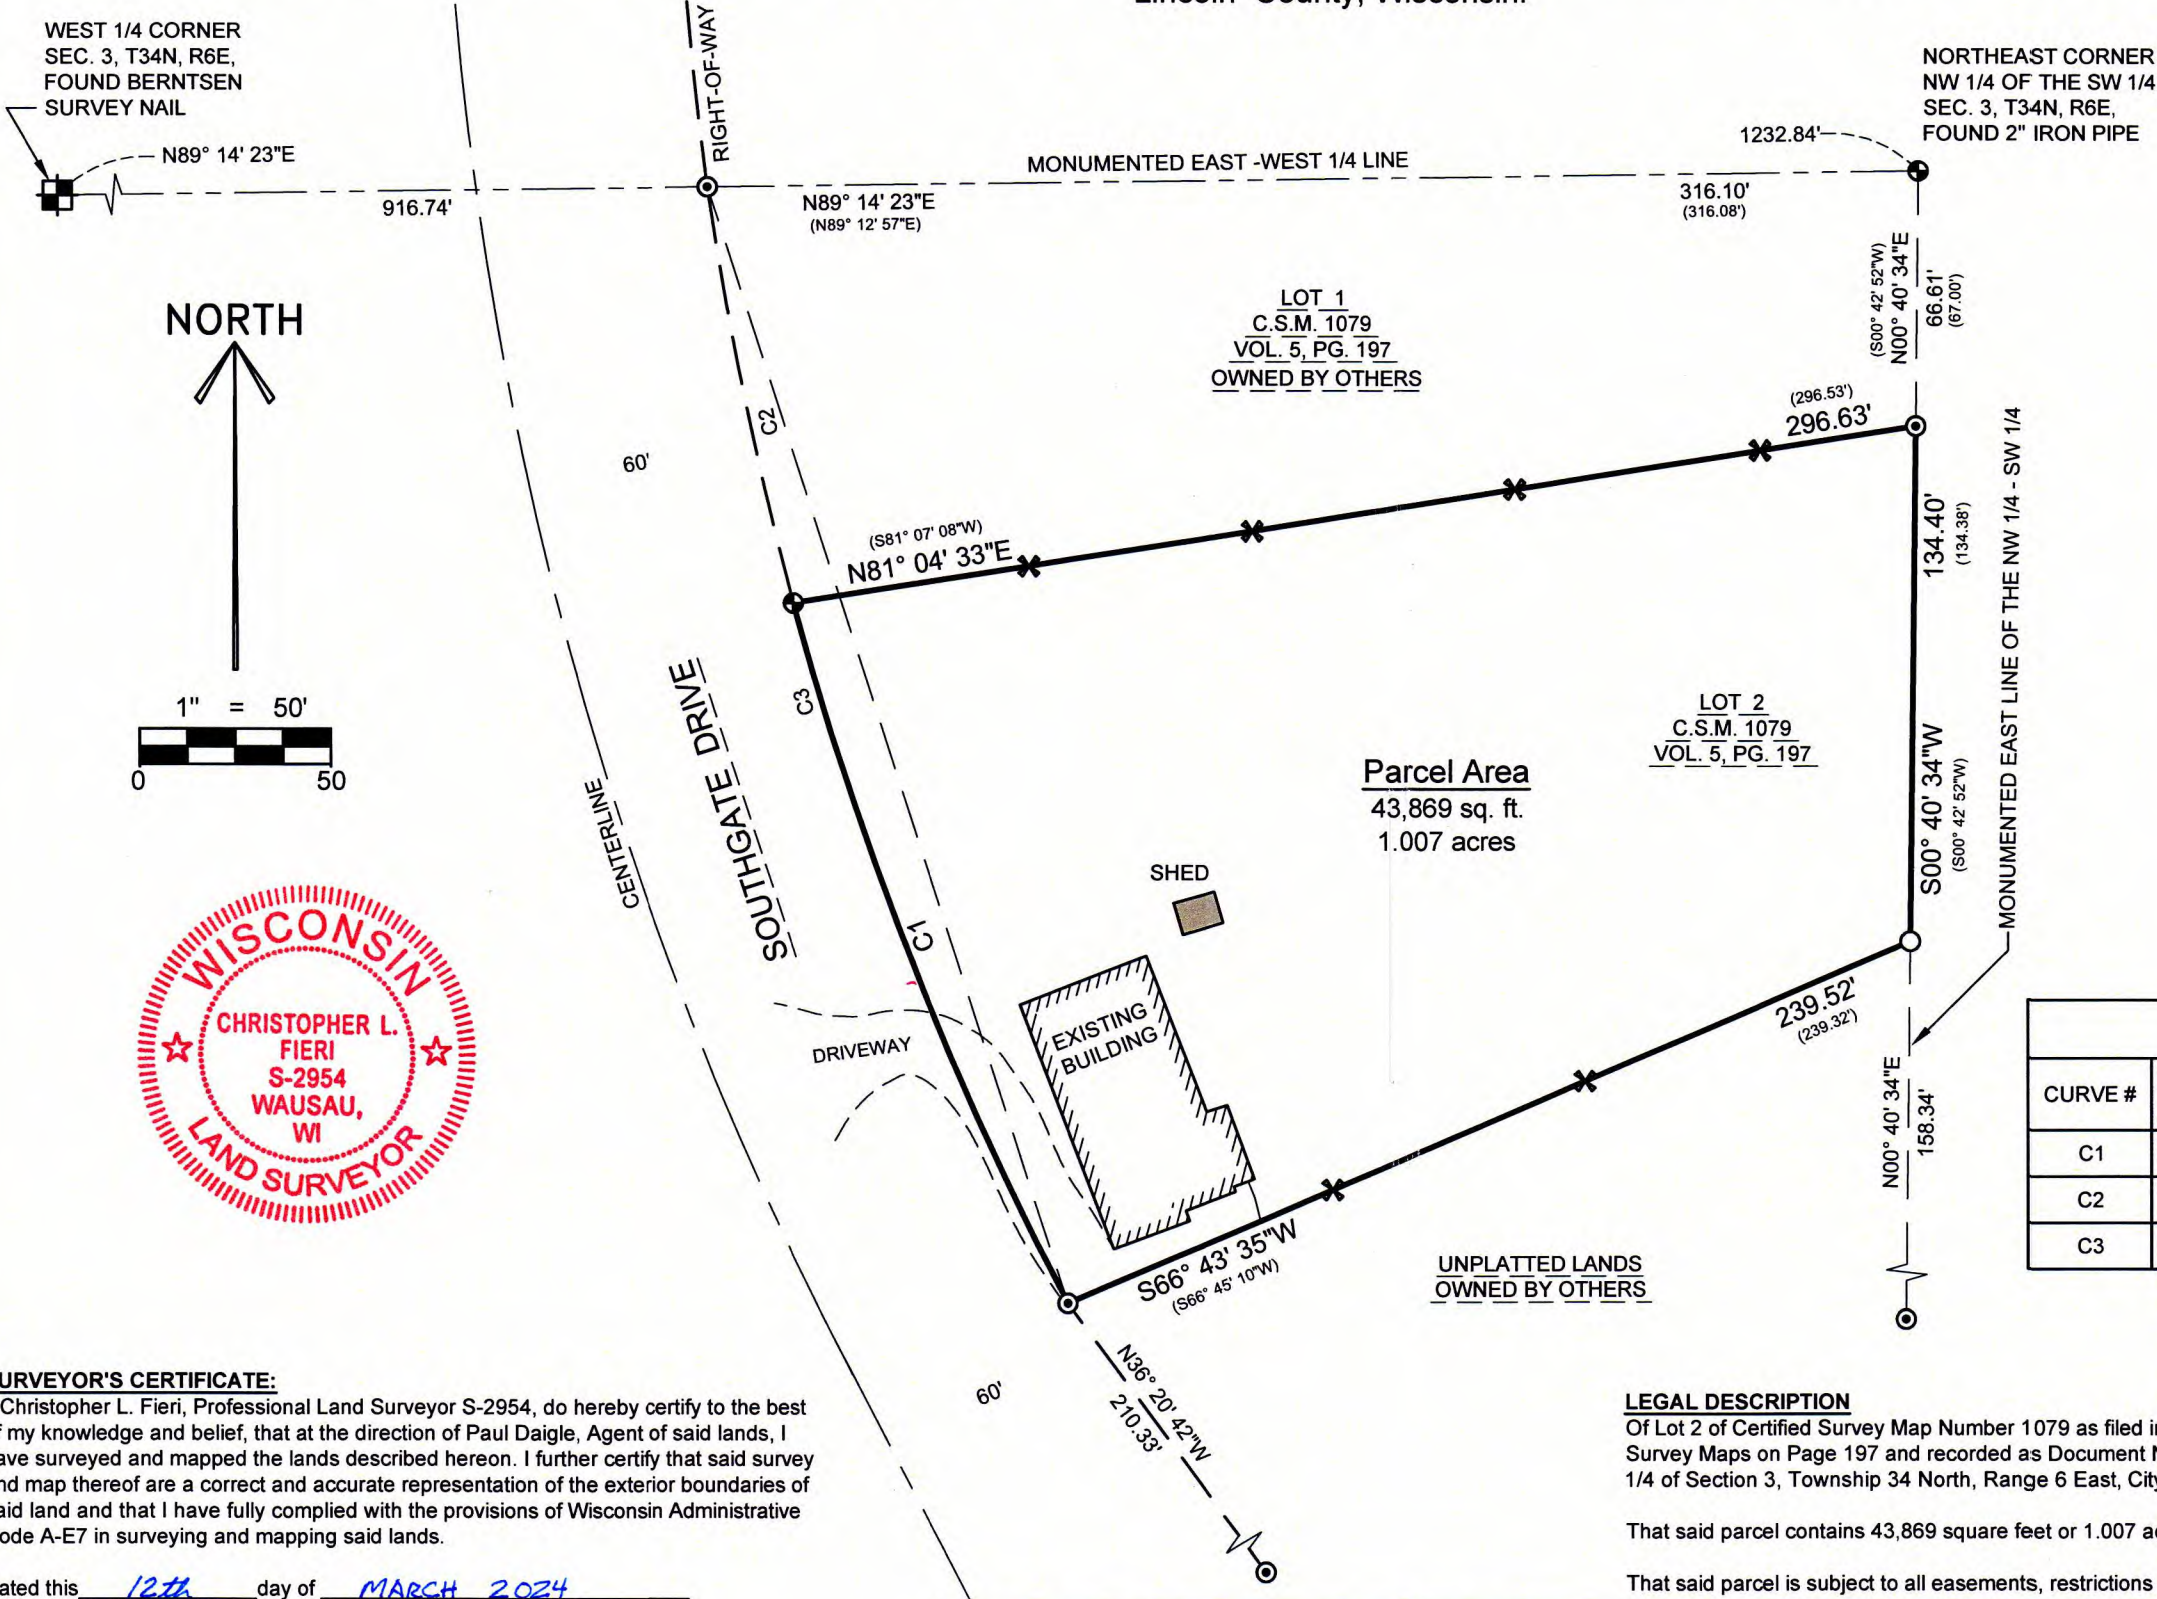 Lincoln County, Wisconsin.
WEST 1/4 CORNER
SEC. 3, T34N, R6E,
FOUND BERNTSEN
SURVEY NAIL
N89° 14' 23"E
916.74'
RIGHT-OF-WAY
MONUMENTED EAST -WEST 1/4 LINE
N89° 14' 23"E
(N89° 12' 57"E)
1232.84'
316.10'
(316.08')
NORTHEAST CORNER
NW 1/4 OF THE SW 1/4
SEC. 3, T34N, R6E,
FOUND 2" IRON PIPE
(S00° 42' 52"W)
N00° 40' 34"E
66.61'
(67.00')
NORTH
1" = 50'
0 50
LOT 1
C.S.M. 1079
VOL. 5, PG. 197
OWNED BY OTHERS
C2
60'
(296.53')
296.63'
(S81° 07' 08"W)
N81° 04' 33"E
134.40'
(134.38')
MONUMENTED EAST LINE OF THE NW 1/4 - SW 1/4
C3
SOUTHGATE DRIVE
CENTERLINE
LOT 2
C.S.M. 1079
VOL. 5, PG. 197
Parcel Area
43,869 sq. ft.
1.007 acres
S00° 40' 34"W
(S00° 42' 52"W)
SHED
C1
EXISTING
BUILDING
DRIVEWAY
239.52'
(239.32')
N00° 40' 34"E
158.34'
WISCONSIN
CHRISTOPHER L.
FIERI
S-2954
WAUSAU,
WI
LAND SURVEYOR
CURVE #
C1
C2
C3
S66° 43' 35"W
(S66° 45' 10"W)
UNPLATTED LANDS
OWNED BY OTHERS
60'
N36° 20' 42"W
210.33'
URVEYOR'S CERTIFICATE:
Christopher L. Fieri, Professional Land Surveyor S-2954, do hereby certify to the best
f my knowledge and belief, that at the direction of Paul Daigle, Agent of said lands, I
ave surveyed and mapped the lands described hereon. I further certify that said survey
nd map thereof are a correct and accurate representation of the exterior boundaries of
aid land and that I have fully complied with the provisions of Wisconsin Administrative
ode A-E7 in surveying and mapping said lands.
ated this 12th day of MARCH 2024
LEGAL DESCRIPTION
Of Lot 2 of Certified Survey Map Number 1079 as filed i
Survey Maps on Page 197 and recorded as Document
1/4 of Section 3, Township 34 North, Range 6 East, Cit
That said parcel contains 43,869 square feet or 1.007 a
That said parcel is subject to all easements, restrictions